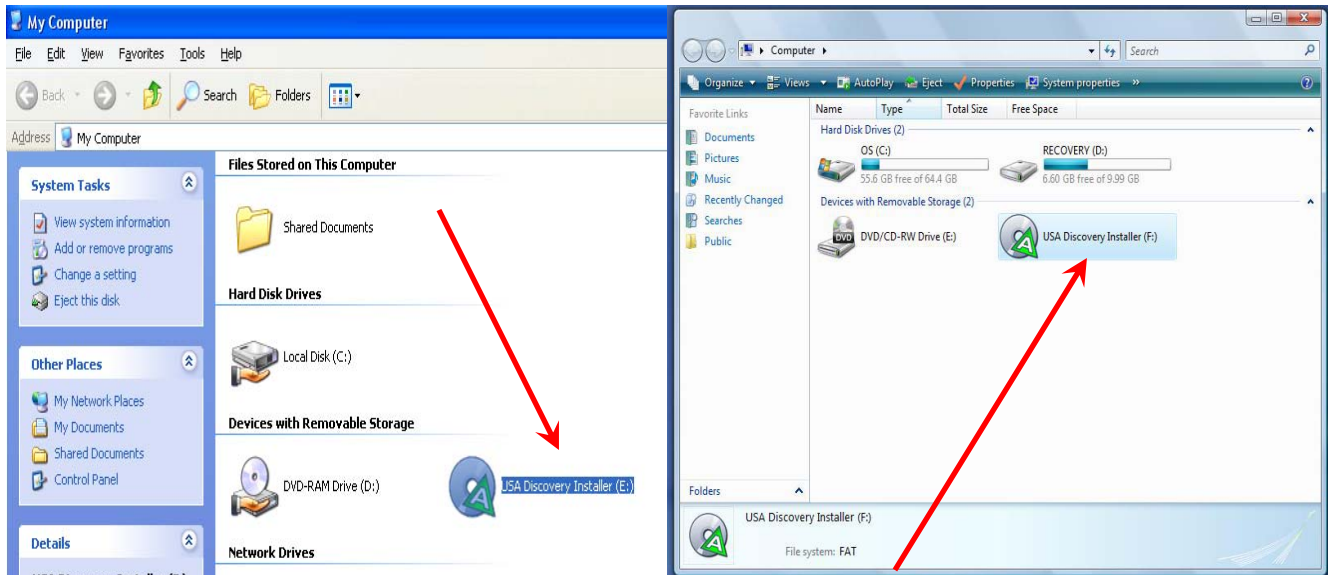 My Computer
File Edit View Favorites Tools Help
Back Search Folders
Address My Computer
System Tasks
View system information
Add or remove programs
Change a setting
Eject this disk
Other Places
My Network Places
My Documents
Shared Documents
Control Panel
Details
Files Stored on This Computer
Shared Documents
Hard Disk Drives
Local Disk (C:)
Devices with Removable Storage
DVD-RAM Drive (D:)
USA Discovery Installer (E:)
Network Drives
Computer
Search
Organize Views AutoPlay Eject Properties System properties »
Favorite Links
Documents
Pictures
Music
Recently Changed
Searches
Public
Folders
Name Type Total Size Free Space
Hard Disk Drives (2)
OS (C:)
55.6 GB free of 64.4 GB
RECOVERY (D:)
6.60 GB free of 9.99 GB
Devices with Removable Storage (2)
DVD
DVD/CD-RW Drive (E:)
USA Discovery Installer (F:)
USA Discovery Installer (F:)
File system: FAT